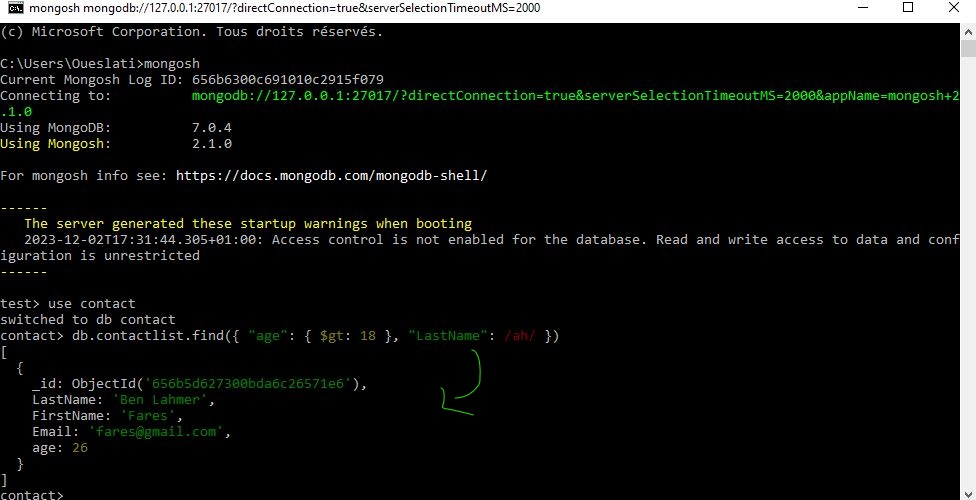 mongosh mongodb://127.0.0.1:27017/?directConnection=true&serverSelectionTimeoutMS=2000
(c) Microsoft Corporation. Tous droits réservés.
C:\Users\Oueslati>mongosh
Current Mongosh Log ID: 656b6300c691010c2915f079
Connecting to: mongodb://127.0.0.1:27017/?directConnection=true&serverSelectionTimeoutMS=2000&appName=mongosh+2
.1.0
Using MongoDB: 7.0.4
Using Mongosh: 2.1.0
For mongosh info see: https://docs.mongodb.com/mongodb-shell/
------
The server generated these startup warnings when booting
2023-12-02T17:31:44.305+01:00: Access control is not enabled for the database. Read and write access to data and conf
iguration is unrestricted
------
test> use contact
switched to db contact
contact> db.contactlist.find({ "age": { $gt: 18 }, "LastName": /ah/ })
[
{
_id: ObjectId('656b5d627300bda6c26571e6'),
LastName: 'Ben Lahmer',
FirstName: 'Fares',
Email: 'fares@gmail.com',
age: 26
}
]
contact>